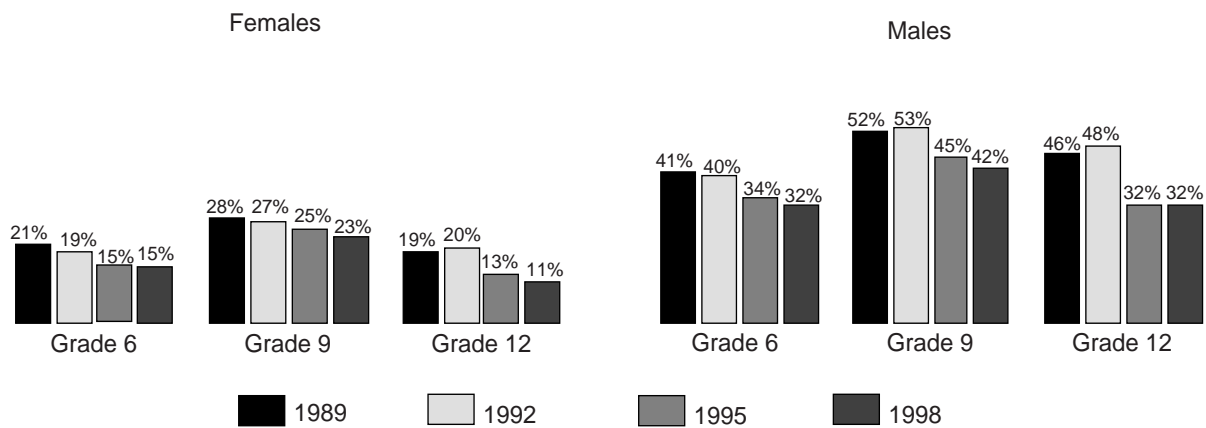 Females
21% 19% 15% 15%
28% 27% 25% 23%
19% 20% 13% 11%
Grade 6 Grade 9 Grade 12
Males
41% 40% 34% 32%
52% 53% 45% 42%
46% 48% 32% 32%
Grade 6 Grade 9 Grade 12
1989 1992 1995 1998